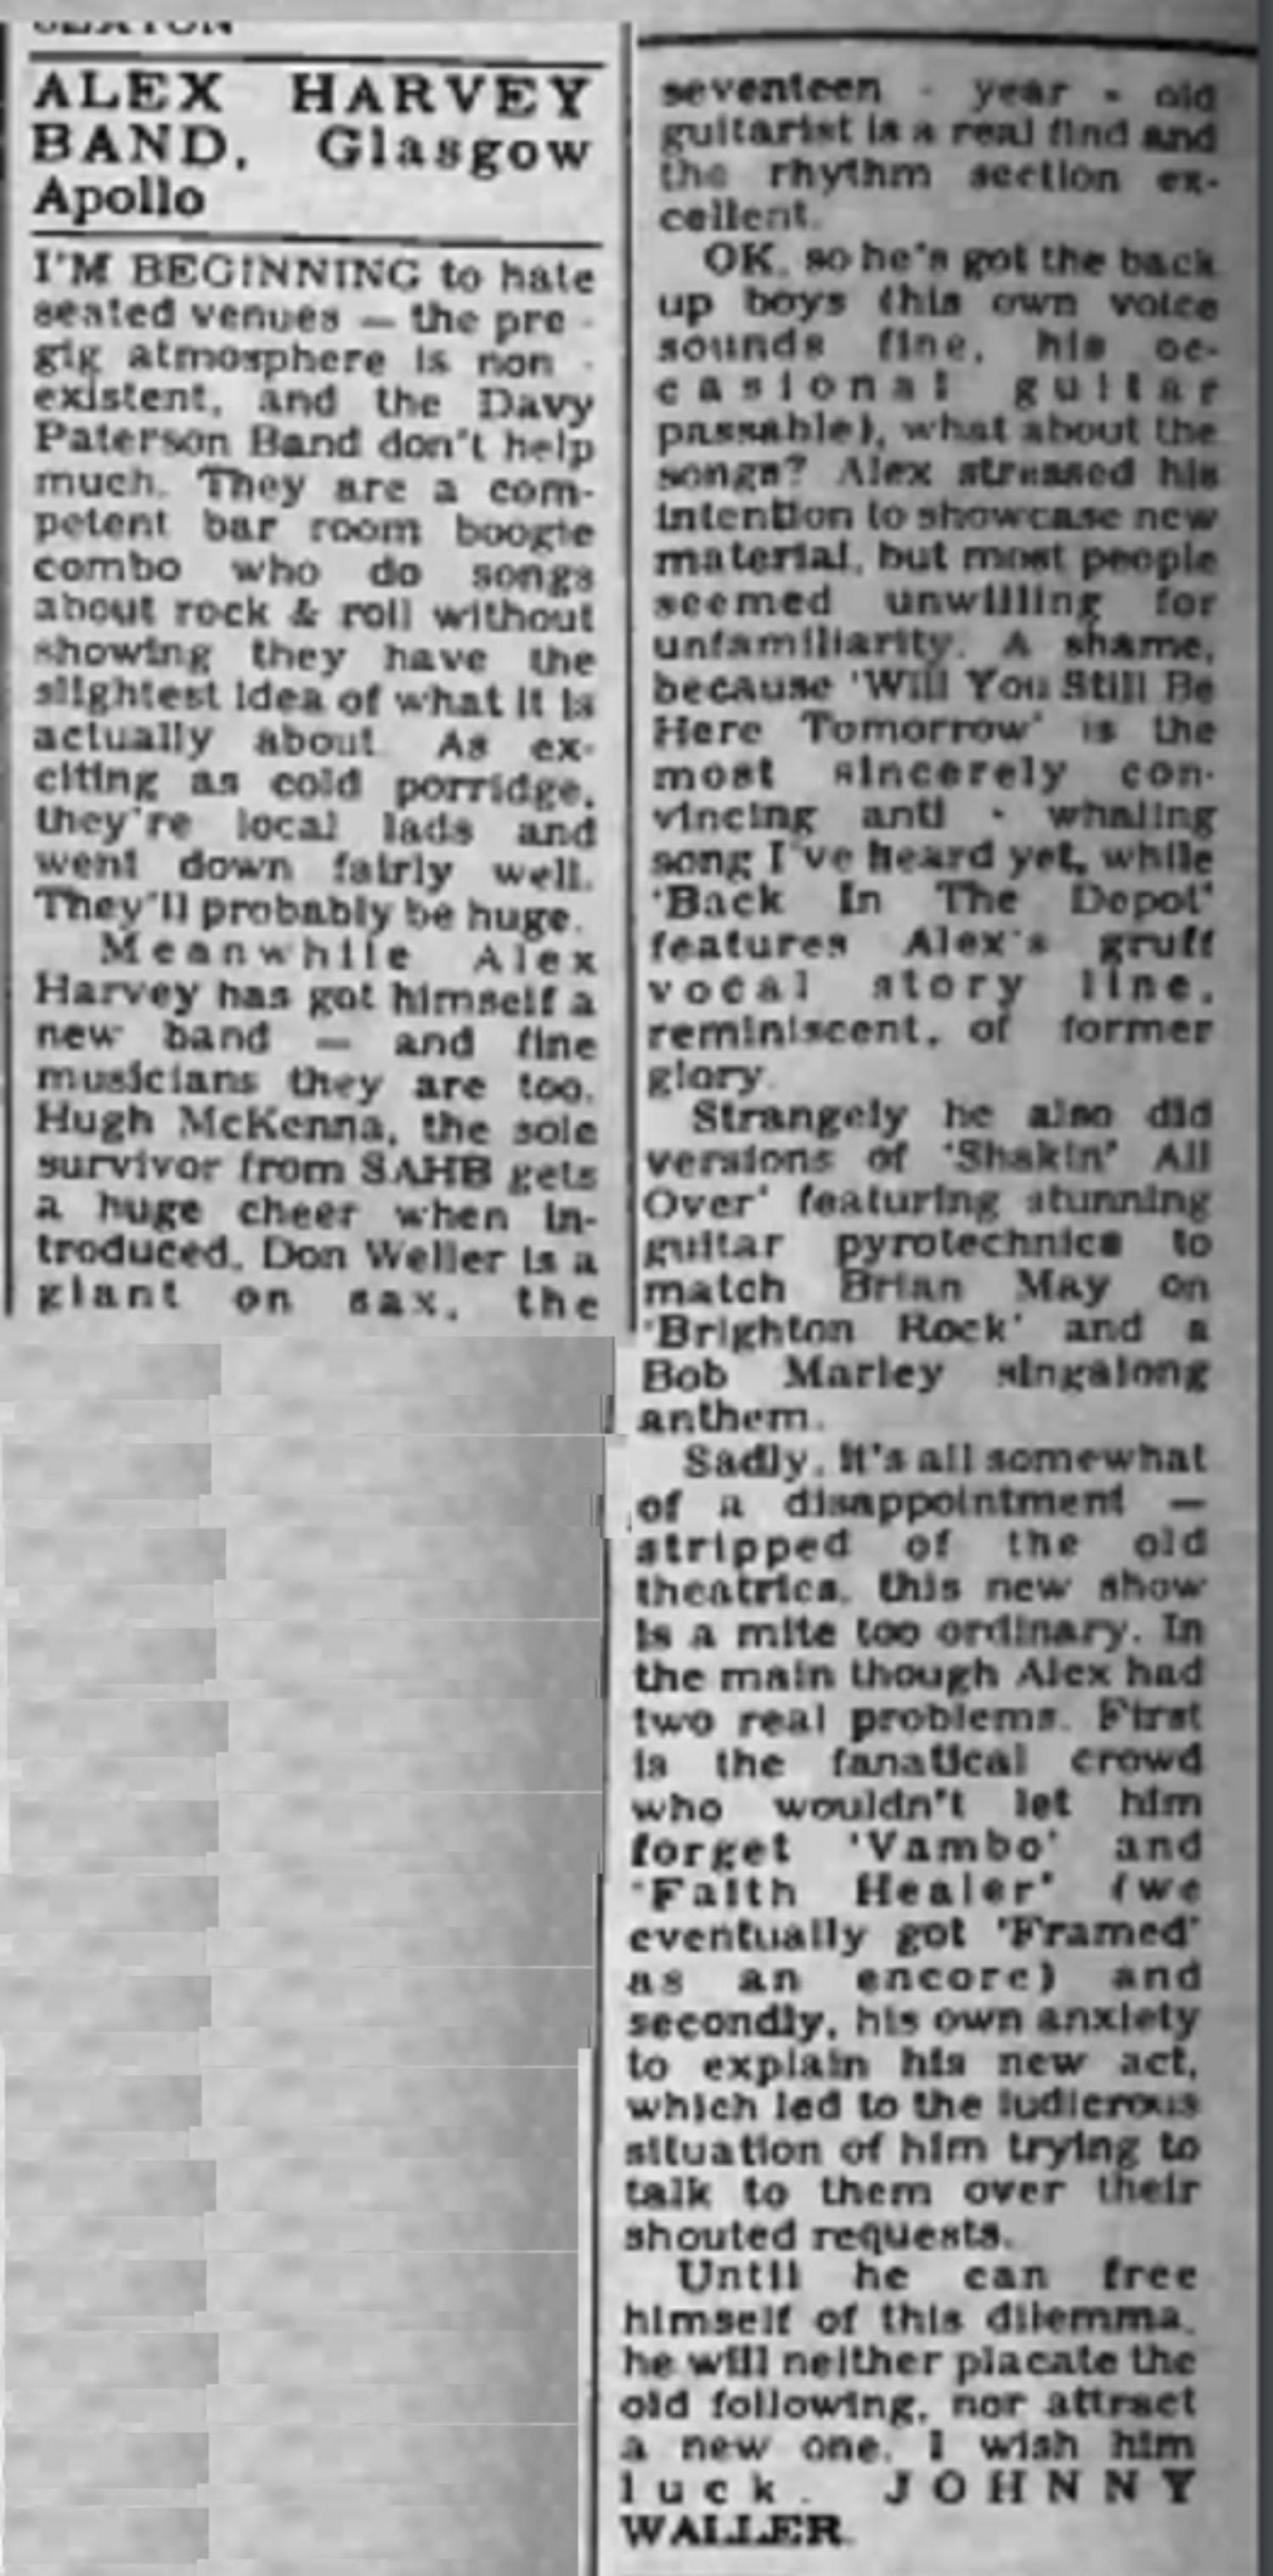 SEXTON
ALEX HARVEY
BAND, Glasgow
Apollo
I'M BEGINNING to hate
seated venues — the pre -
gig atmosphere is non -
existent, and the Davy
Paterson Band don't help
much. They are a com-
petent bar room boogie
combo who do songs
about rock & roll without
showing they have the
slightest idea of what it is
actually about. As ex-
citing as cold porridge,
they're local lads and
went down fairly well.
They'll probably be huge.
Meanwhile Alex
Harvey has got himself a
new band — and fine
musicians they are too.
Hugh McKenna, the sole
survivor from SAHB gets
a huge cheer when in-
troduced, Don Weller is a
giant on sax, the
seventeen - year - old
guitarist is a real find and
the rhythm section ex-
cellent.
OK, so he's got the back
up boys (his own voice
sounds fine, his oc-
casional guitar
passable), what about the
songs? Alex stressed his
intention to showcase new
material, but most people
seemed unwilling for
unfamiliarity. A shame,
because 'Will You Still Be
Here Tomorrow' is the
most sincerely con-
vincing anti - whaling
song I've heard yet, while
'Back In The Depot'
features Alex's gruff
vocal story line,
reminiscent, of former
glory.
Strangely he also did
versions of 'Shakin' All
Over' featuring stunning
guitar pyrotechnics to
match Brian May on
'Brighton Rock' and a
Bob Marley singalong
anthem.
Sadly, it's all somewhat
of a disappointment —
stripped of the old
theatrics, this new show
is a mite too ordinary. In
the main though Alex had
two real problems. First
is the fanatical crowd
who wouldn't let him
forget 'Vambo' and
'Faith Healer' (we
eventually got 'Framed'
as an encore) and
secondly, his own anxiety
to explain his new act,
which led to the ludicrous
situation of him trying to
talk to them over their
shouted requests.
Until he can free
himself of this dilemma,
he will neither placate the
old following, nor attract
a new one. I wish him
luck. JOHNNY
WALLER.